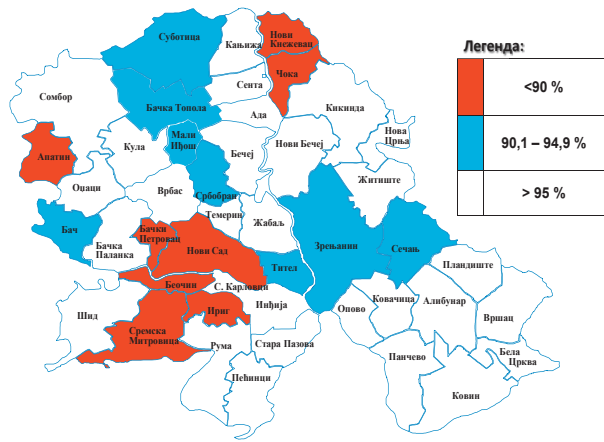 Суботица
Кањижа
Нови
Кнежевац
Чока
Сомбор
Бачка Топола
Сента
Ада
Кикинда
Нова
Црња
Апатин
Кула
Мали
Иђош
Бечеј
Нови Бечеј
Оџаци
Врбас
Србобран
Житиште
Темерин
Жабаљ
Бач
Бачка
Паланка
Бачки
Петровац
Нови Сад
Зрењанин
Сечањ
Тител
Пландиште
Беочин
С. Карловци
Шид
Ириг
Инђија
Опово
Ковачица
Алибунар
Вршац
Сремска
Митровица
Рума
Стара Пазова
Панчево
Бела
Црква
Пећинци
Ковин
Легенда:
<90 %
90,1 – 94,9 %
> 95 %